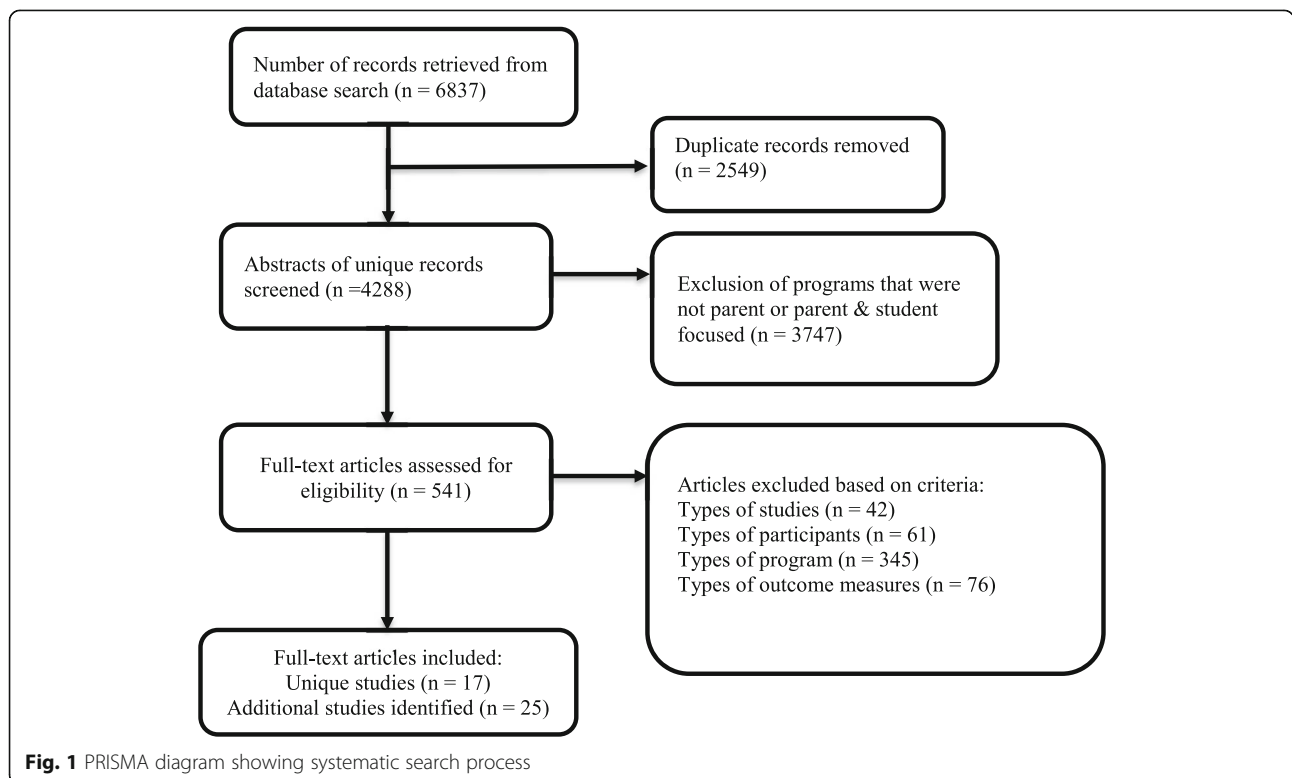 Number of records retrieved from
database search (n = 6837)
Duplicate records removed
(n = 2549)
Abstracts of unique records
screened (n =4288)
Exclusion of programs that were
not parent or parent & student
focused (n = 3747)
Full-text articles assessed for
eligibility (n = 541)
Articles excluded based on criteria:
Types of studies (n = 42)
Types of participants (n = 61)
Types of program (n = 345)
Types of outcome measures (n = 76)
Full-text articles included:
Unique studies (n = 17)
Additional studies identified (n = 25)
Fig. 1 PRISMA diagram showing systematic search process